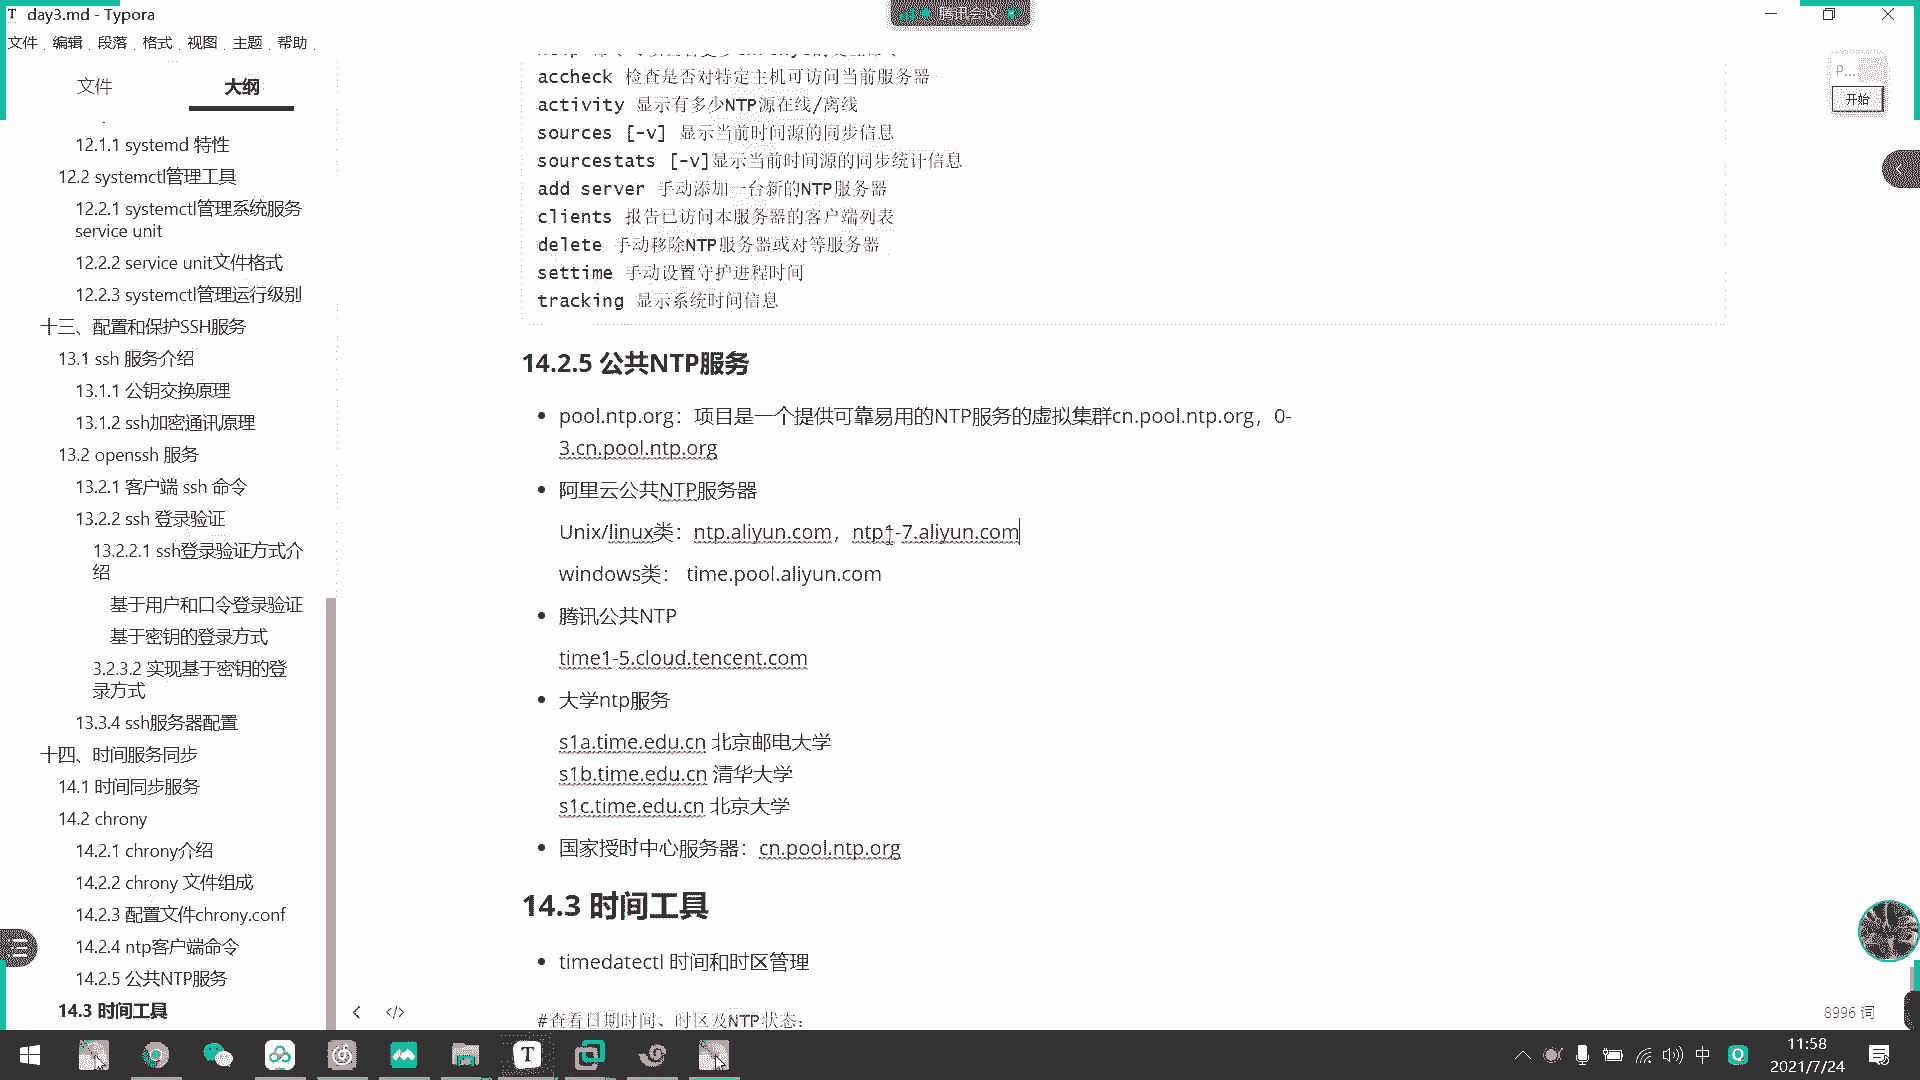 day3.md - Typora
腾讯会议
文件 编辑 段落 格式 视图 主题 帮助
文件
大纲
12.1.1 systemd 特性
12.2 systemctl管理工具
12.2.1 systemctl管理系统服务
service unit
12.2.2 service unit文件格式
12.2.3 systemctl管理运行级别
十三、配置和保护SSH服务
13.1 ssh 服务介绍
13.1.1 公钥交换原理
13.1.2 ssh加密通讯原理
13.2 openssh 服务
13.2.1 客户端 ssh 命令
13.2.2 ssh 登录验证
13.2.2.1 ssh登录验证方式介
绍
基于用户和口令登录验证
基于密钥的登录方式
3.2.3.2 实现基于密钥的登
录方式
13.3.4 ssh服务器配置
十四、时间服务同步
14.1 时间同步服务
14.2 chrony
14.2.1 chrony介绍
14.2.2 chrony 文件组成
14.2.3 配置文件chrony.conf
14.2.4 ntp客户端命令
14.2.5 公共NTP服务
14.3 时间工具
accheck 检查是否对特定主机可访问当前服务器
activity 显示有多少NTP源在线/离线
sources [-v] 显示当前时间源的同步信息
sourcestats [-v]显示当前时间源的同步统计信息
add server 手动添加一台新的NTP服务器
clients 报告已访问本服务器的客户端列表
delete 手动移除NTP服务器或对等服务器
settime 手动设置守护进程时间
tracking 显示系统时间信息
14.2.5 公共NTP服务
• pool.ntp.org：项目是一个提供可靠易用的NTP服务的虚拟集群cn.pool.ntp.org，0-
3.cn.pool.ntp.org
• 阿里云公共NTP服务器
Unix/linux类：ntp.aliyun.com，ntp1-7.aliyun.com
windows类： time.pool.aliyun.com
• 腾讯公共NTP
time1-5.cloud.tencent.com
• 大学ntp服务
s1a.time.edu.cn 北京邮电大学
s1b.time.edu.cn 清华大学
s1c.time.edu.cn 北京大学
• 国家授时中心服务器：cn.pool.ntp.org
14.3 时间工具
• timedatectl 时间和时区管理
#查看日期时间、时区及NTP状态：
P...
开始
8996 词
中
11:58
2021/7/24